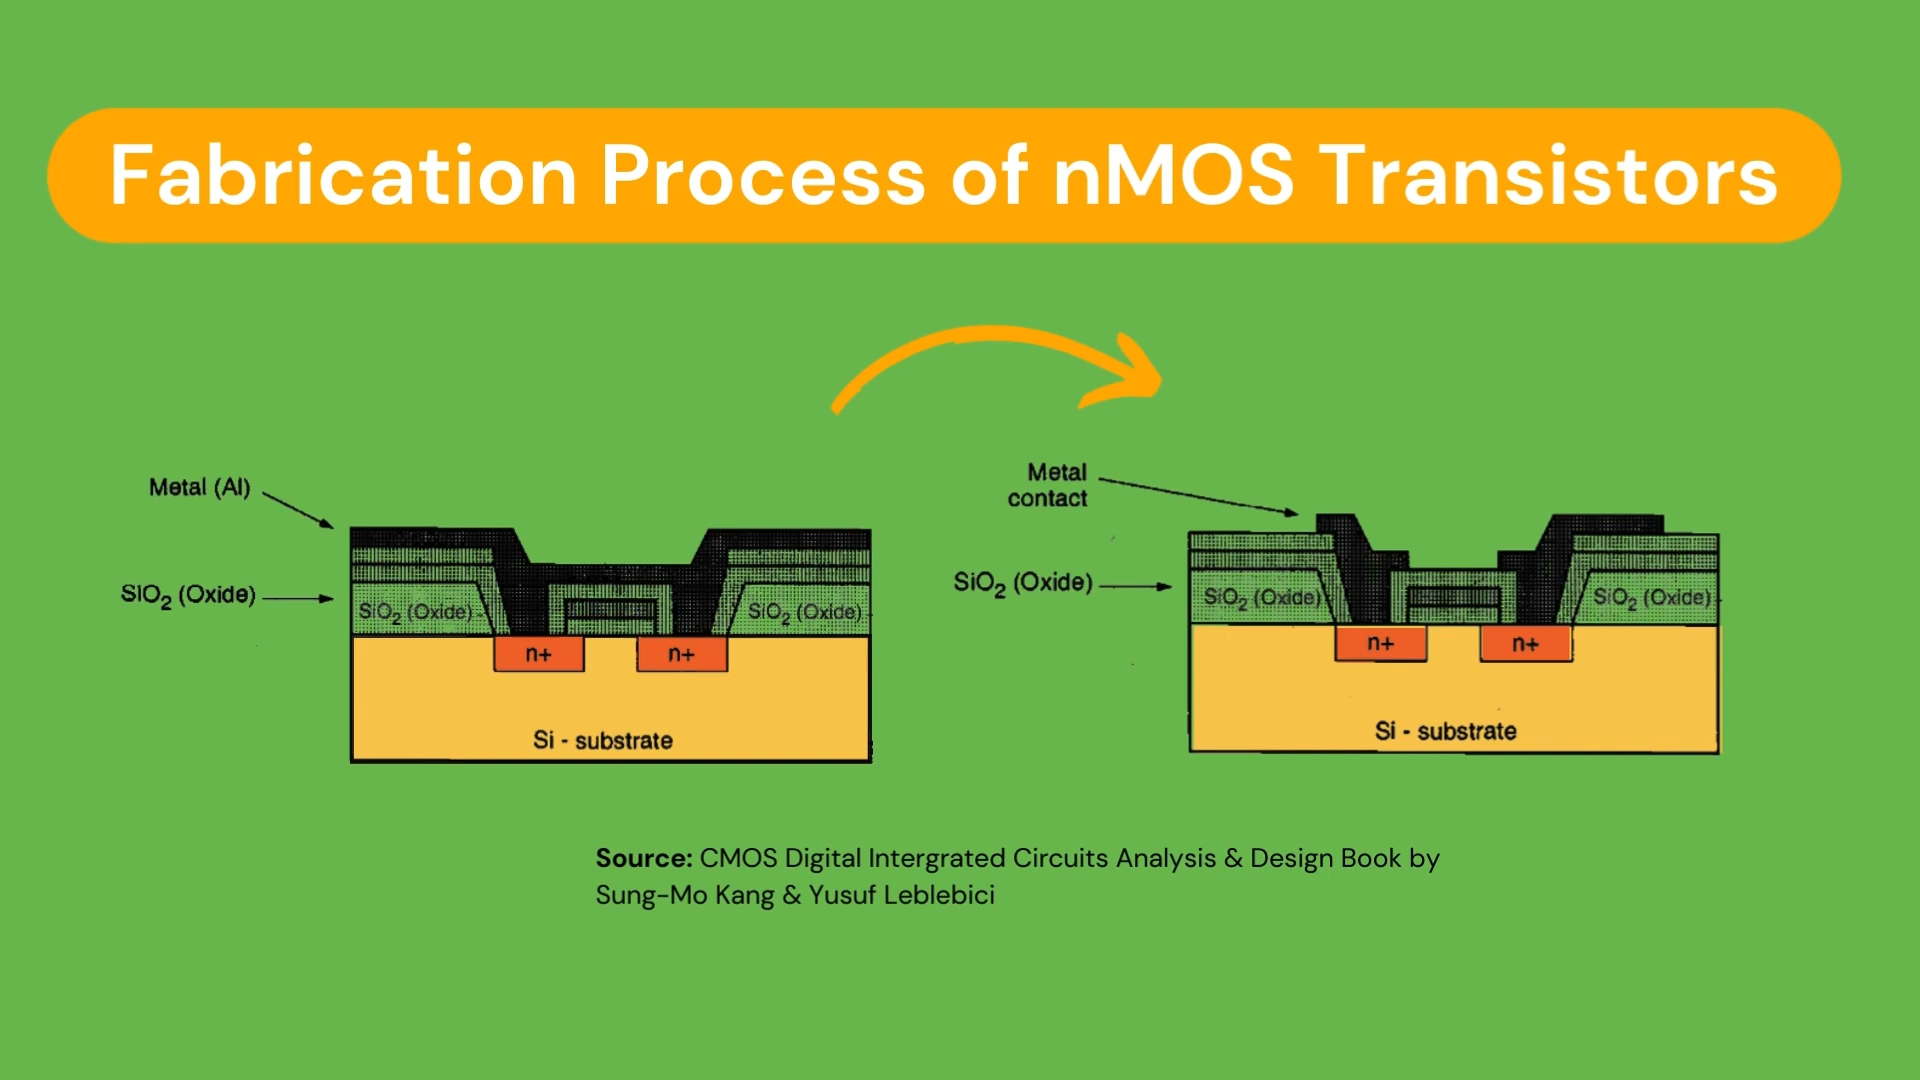 Fabrication Process of nMOS Transistors
Metal (Al)
SIO2 (Oxide)
SiO2 (Oxide)
SiO2 (Oxide)
n+
n+
Si - substrate
Metal
contact
SiO2 (Oxide)
SiO2 (Oxide)
SiO2 (Oxide)
n+
n+
Si - substrate
Source: CMOS Digital Intergrated Circuits Analysis & Design Book by
Sung-Mo Kang & Yusuf Leblebici